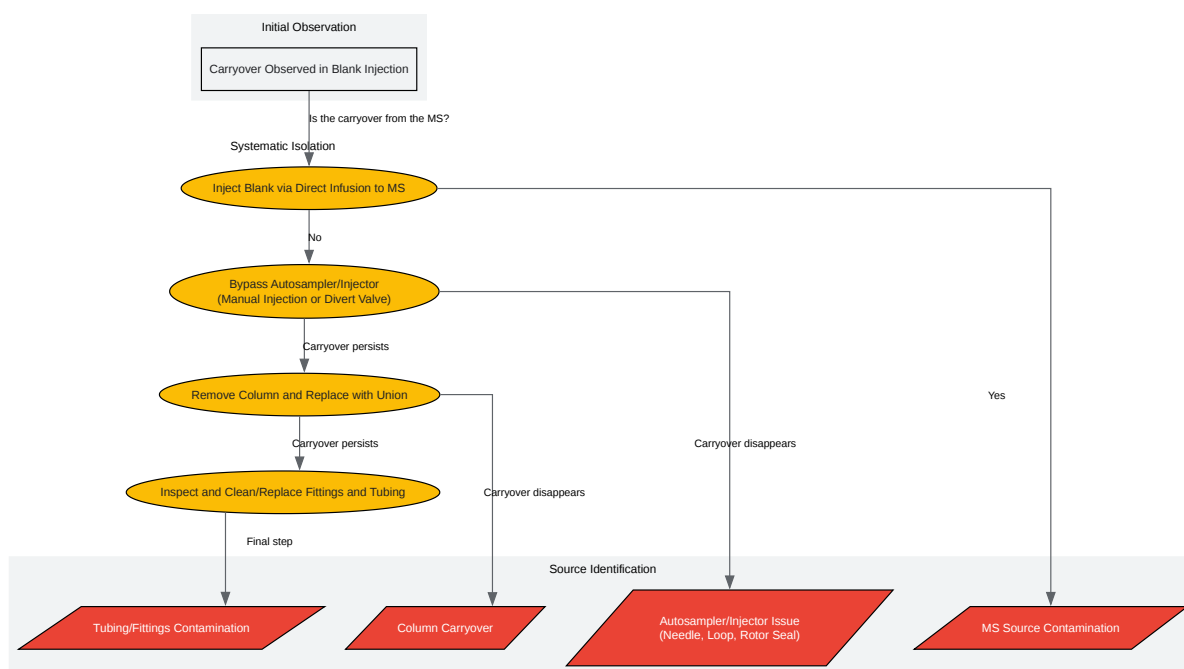 Initial Observation
Carryover Observed in Blank Injection
Is the carryover from the MS?
Systematic Isolation
Inject Blank via Direct Infusion to MS
No
Bypass Autosampler/Injector
(Manual Injection or Divert Valve)
Carryover persists
Remove Column and Replace with Union
Yes
Carryover persists
Carryover disappears
Inspect and Clean/Replace Fittings and Tubing
Carryover disappears
Final step
Source Identification
Tubing/Fittings Contamination
Column Carryover
Autosampler/Injector Issue
(Needle, Loop, Rotor Seal)
MS Source Contamination